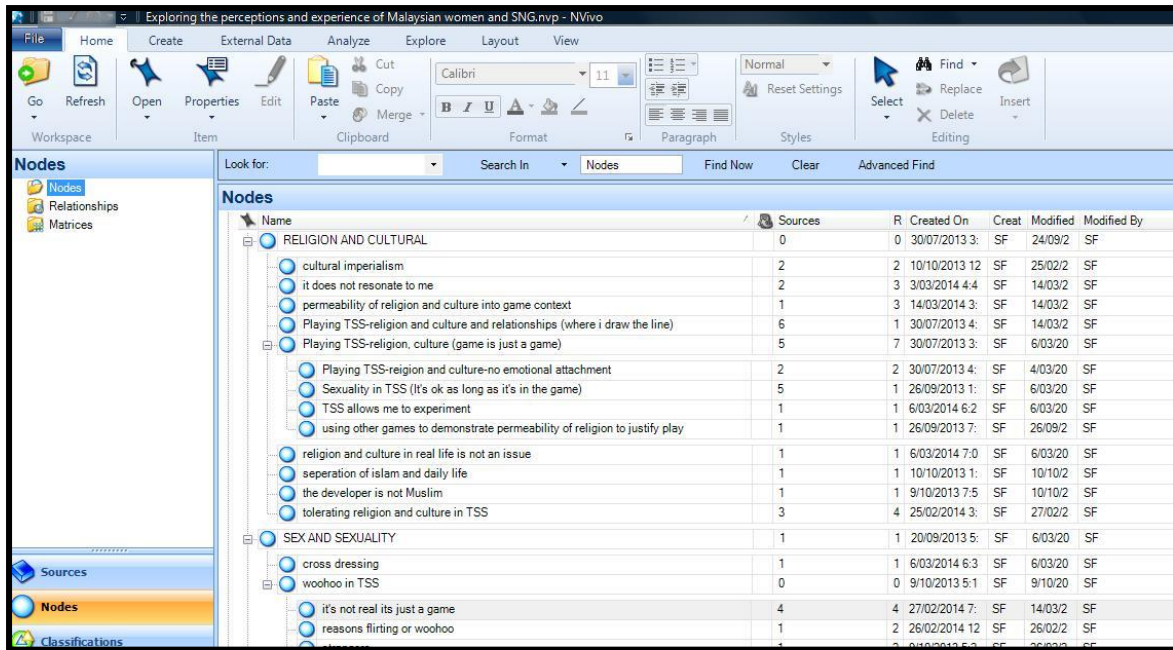 Exploring the perceptions and experience of Malaysian women and SNG.nvp - NVivo
File Home Create External Data Analyze Explore Layout View
Go Refresh Open Properties Edit Paste Cut Copy Merge Calibri 11 B I U Normal Reset Settings Select Find Replace Delete Insert
Workspace Item Clipboard Format Paragraph Styles Editing
Nodes
Nodes
Relationships
Matrices
Sources
Nodes
Classifications
Look for: Search In Nodes Find Now Clear Advanced Find
Nodes
Name Sources R Created On Creat Modified Modified By
RELIGION AND CULTURAL 0 0 30/07/2013 3: SF 24/09/2 SF
cultural imperialism 2 2 10/10/2013 12 SF 25/02/2 SF
it does not resonate to me 2 3 3/03/2014 4:4 SF 14/03/2 SF
permeability of religion and culture into game context 1 3 14/03/2014 3: SF 14/03/2 SF
Playing TSS-religion and culture and relationships (where i draw the line) 6 1 30/07/2013 4: SF 14/03/2 SF
Playing TSS-religion, culture (game is just a game) 5 7 30/07/2013 3: SF 6/03/20 SF
Playing TSS-reigion and culture-no emotional attachment 2 2 30/07/2013 4: SF 4/03/20 SF
Sexuality in TSS (It's ok as long as it's in the game) 5 1 26/09/2013 1: SF 6/03/20 SF
TSS allows me to experiment 1 1 6/03/2014 6:2 SF 6/03/20 SF
using other games to demonstrate permeability of religion to justify play 1 1 26/09/2013 7: SF 26/09/2 SF
religion and culture in real life is not an issue 1 1 6/03/2014 7:0 SF 6/03/20 SF
seperation of islam and daily life 1 1 10/10/2013 1: SF 10/10/2 SF
the developer is not Muslim 1 1 9/10/2013 7:5 SF 10/10/2 SF
tolerating religion and culture in TSS 3 4 25/02/2014 3: SF 27/02/2 SF
SEX AND SEXUALITY 1 1 20/09/2013 5: SF 6/03/20 SF
cross dressing 1 1 6/03/2014 6:3 SF 6/03/20 SF
woohoo in TSS 0 0 9/10/2013 5:1 SF 9/10/20 SF
it's not real its just a game 4 4 27/02/2014 7: SF 14/03/2 SF
reasons flirting or woohoo 1 2 26/02/2014 12 SF 26/02/2 SF